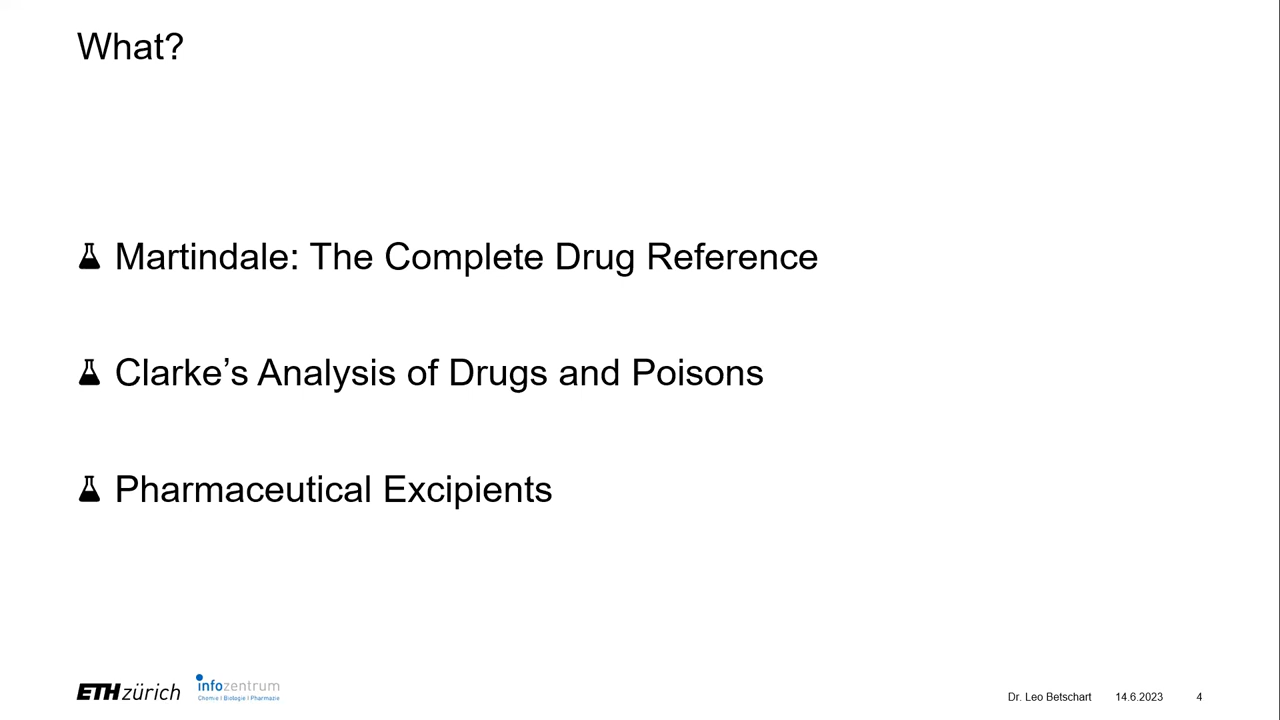 What?
Martindale: The Complete Drug Reference
Clarke’s Analysis of Drugs and Poisons
Pharmaceutical Excipients
ETH zürich
infozentrum
Chemie | Biologie | Pharmazie
Dr. Leo Betschart 14.6.2023 4